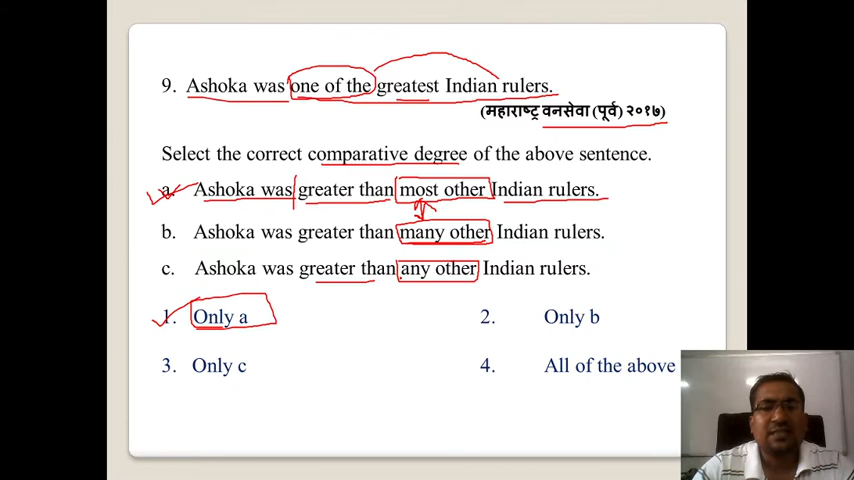 9. Ashoka was one of the greatest Indian rulers.
(महाराष्ट्र वनसेवा (पूर्व) २०१७)
Select the correct comparative degree of the above sentence.
a. Ashoka was greater than most other Indian rulers.
b. Ashoka was greater than many other Indian rulers.
c. Ashoka was greater than any other Indian rulers.
1. Only a 2. Only b
3. Only c 4. All of the above